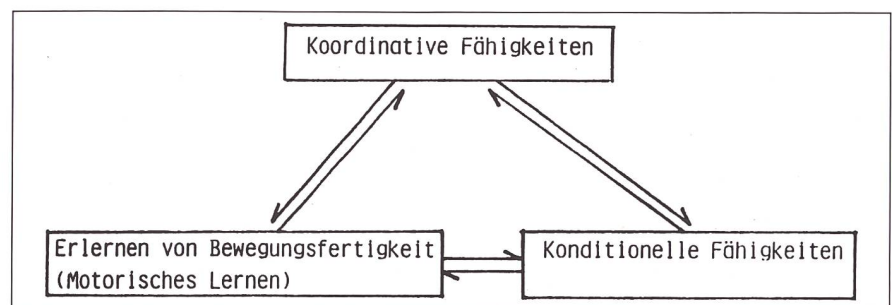 Koordinative Fähigkeiten
Erlernen von Bewegungsfertigkeit
(Motorisches Lernen)
Konditionelle Fähigkeiten